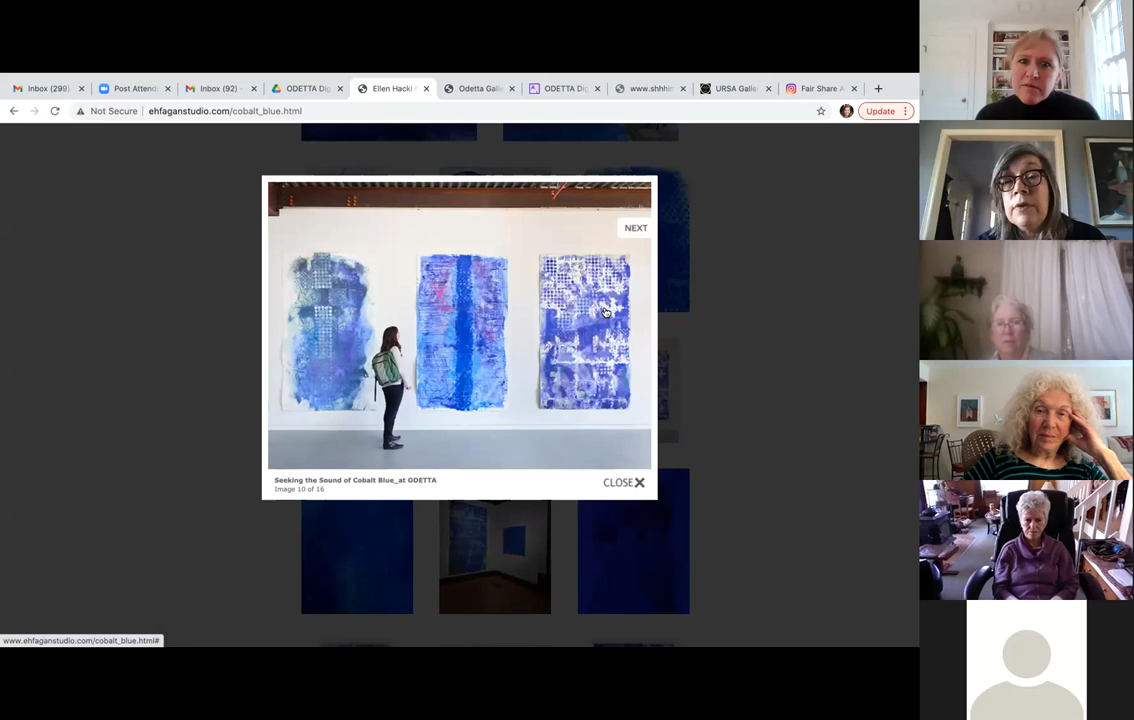 Inbox (299)
Post Attend
Inbox (92) -
ODETTA Dig
Ellen Hackl
Odetta Gall
ODETTA Dig
www.shhhin
URSA Galle
Fair Share A
Not Secure
ehfaganstudio.com/cobalt_blue.html
Update
NEXT
Seeking the Sound of Cobalt Blue_at ODETTA
Image 10 of 16
CLOSE
www.ehfaganstudio.com/cobalt_blue.html#